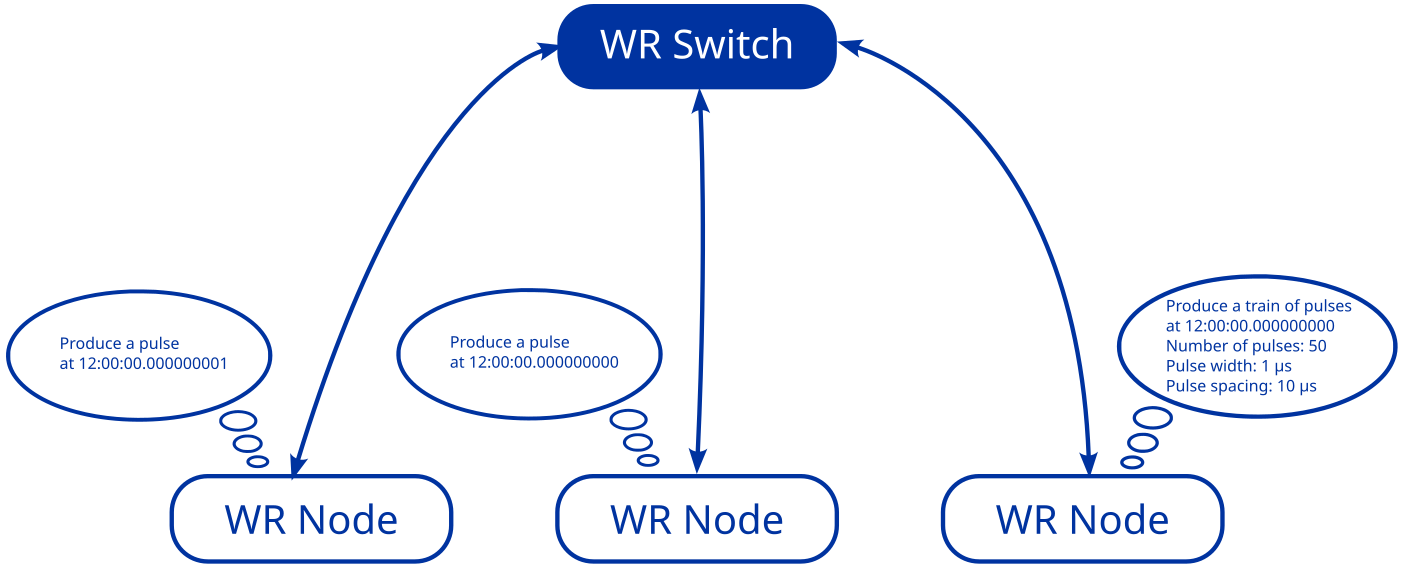 WR Switch
Produce a pulse
at 12:00:00.000000001
Produce a pulse
at 12:00:00.000000000
Produce a train of pulses
at 12:00:00.000000000
Number of pulses: 50
Pulse width: 1 µs
Pulse spacing: 10 µs
WR Node
WR Node
WR Node